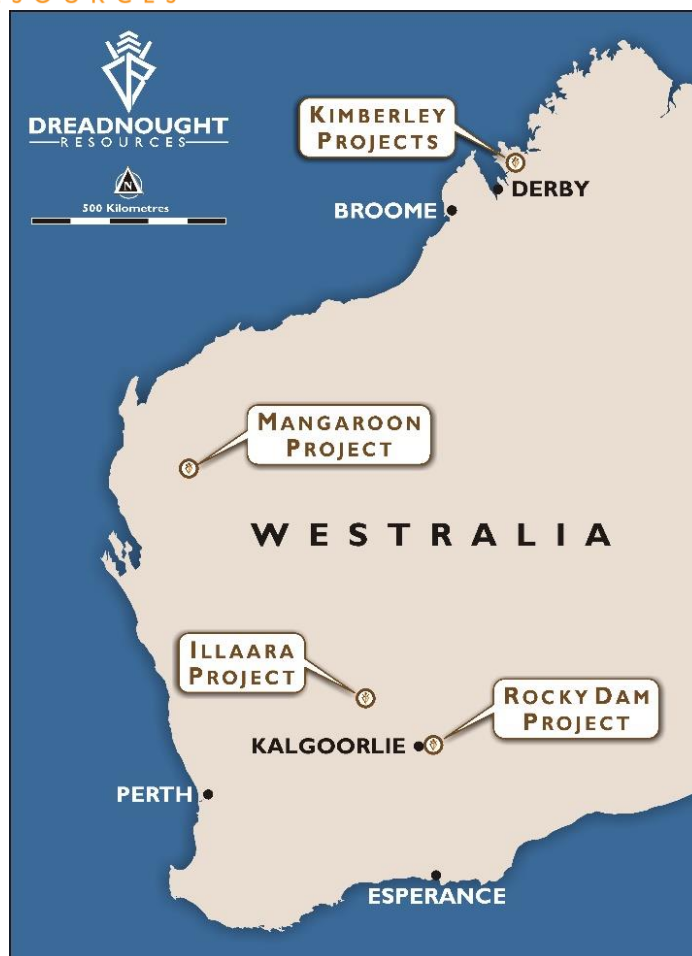 SOURCES
DREADNOUGHT
RESOURCES
N
500 Kilometres
KIMBERLEY
PROJECTS
DERBY
BROOME
MANGAROON
PROJECT
WESTRALIA
ILLAARA
PROJECT
ROCKY DAM
PROJECT
KALGOORLIE
PERTH
ESPERANCE